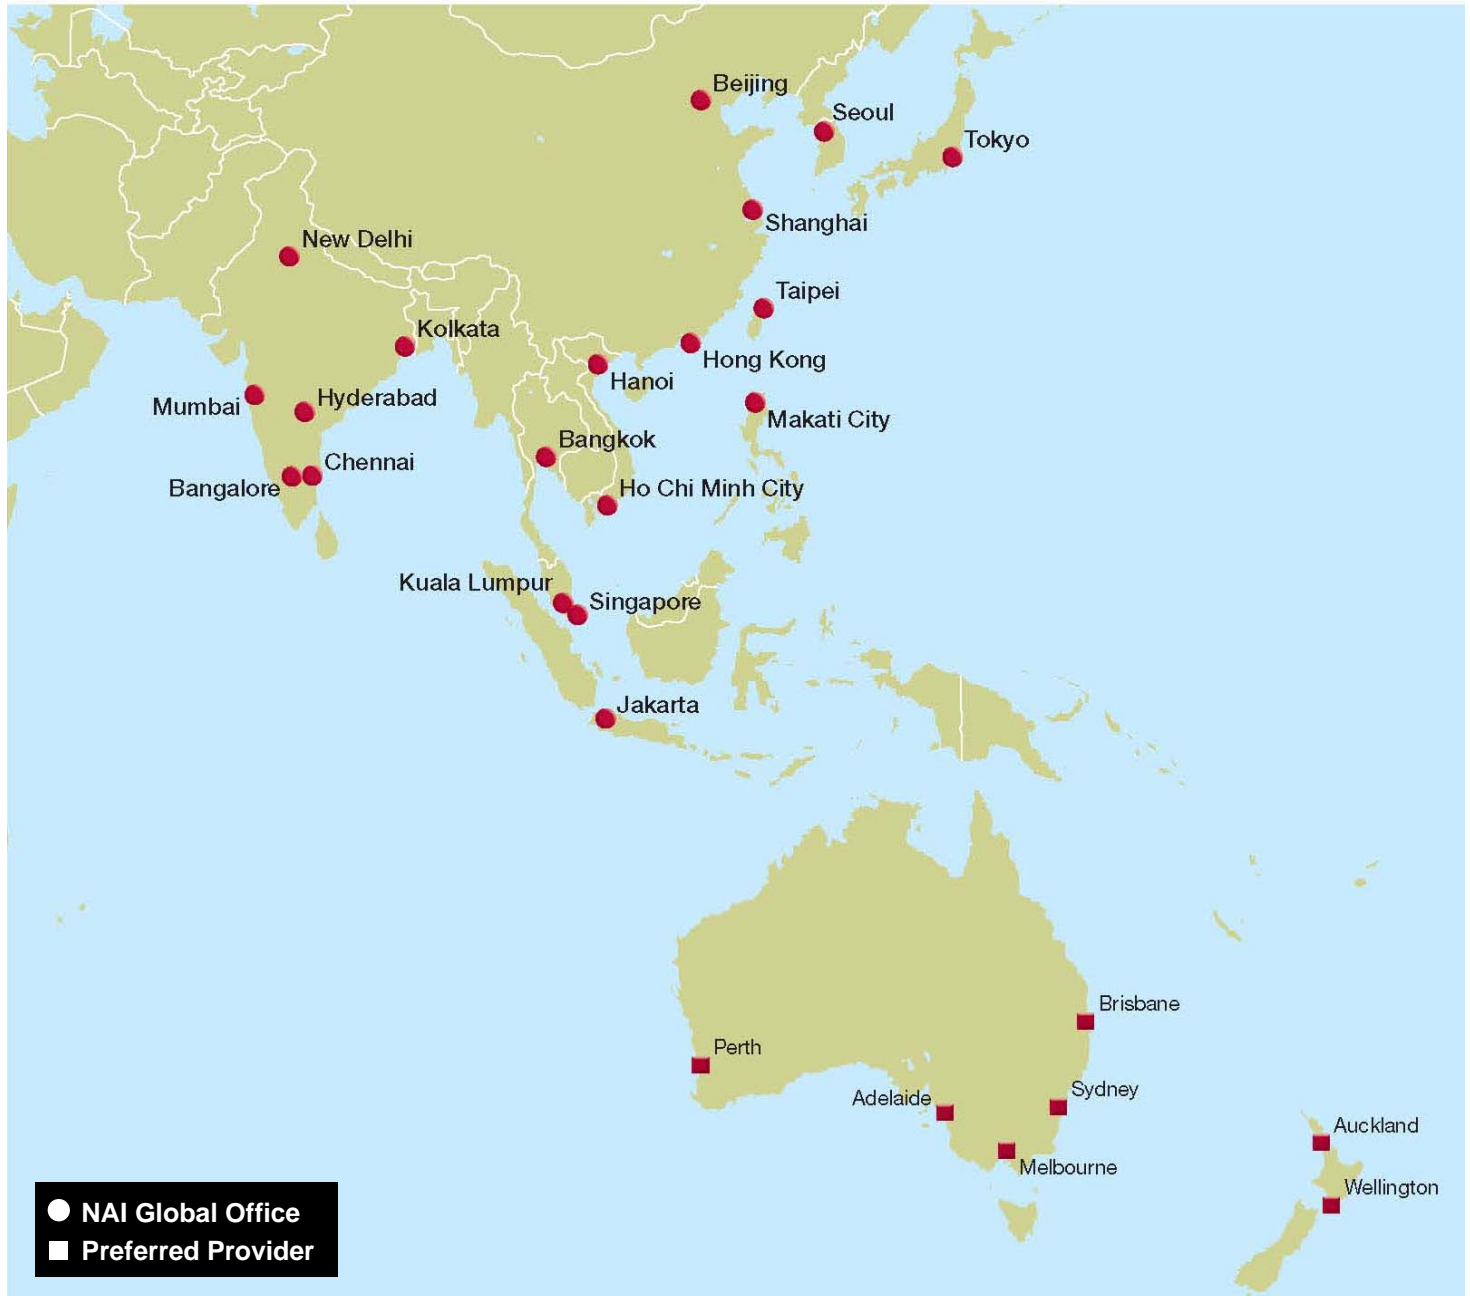 Beijing
Seoul
Tokyo
Shanghai
New Delhi
Taipei
Kolkata
Hong Kong
Hanoi
Mumbai
Hyderabad
Makati City
Bangkok
Chennai
Bangalore
Ho Chi Minh City
Kuala Lumpur
Singapore
Jakarta
Brisbane
Perth
Adelaide
Sydney
Auckland
Melbourne
Wellington
NAI Global Office
Preferred Provider